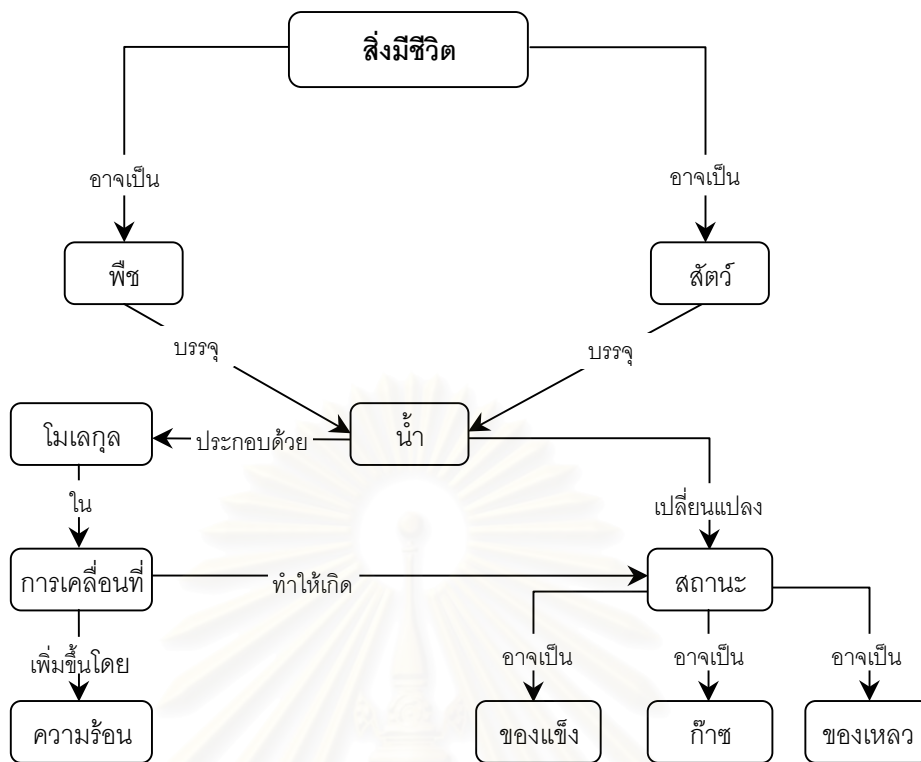 สิ่งมีชีวิต
อาจเป็น
อาจเป็น
พืช
สัตว์
บรรจุ
บรรจุ
โมเลกุล
ประกอบด้วย
น้ำ
ใน
เปลี่ยนแปลง
การเคลื่อนที่
ทำให้เกิด
สถานะ
เพิ่มขึ้นโดย
อาจเป็น
อาจเป็น
อาจเป็น
ความร้อน
ของแข็ง
ก๊าซ
ของเหลว